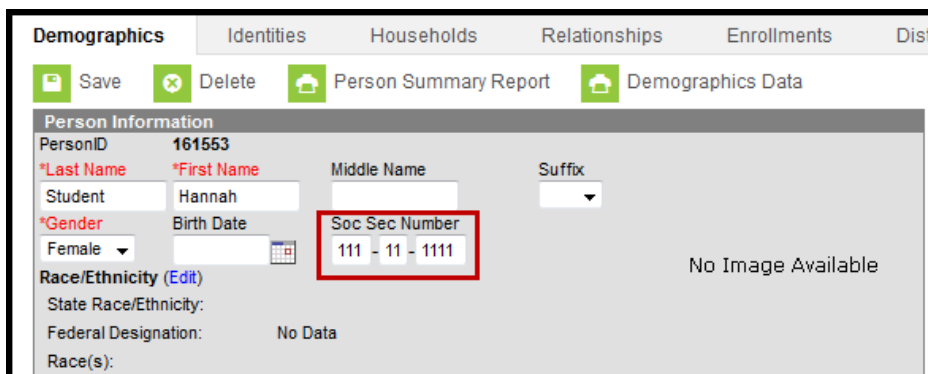 Demographics Identities Households Relationships Enrollments Dist
Save Delete Person Summary Report Demographics Data
Person Information
PersonID 161553
*Last Name *First Name Middle Name Suffix
Student Hannah
*Gender Birth Date Soc Sec Number
Female 111 - 11 - 1111
No Image Available
Race/Ethnicity (Edit)
State Race/Ethnicity:
Federal Designation: No Data
Race(s):